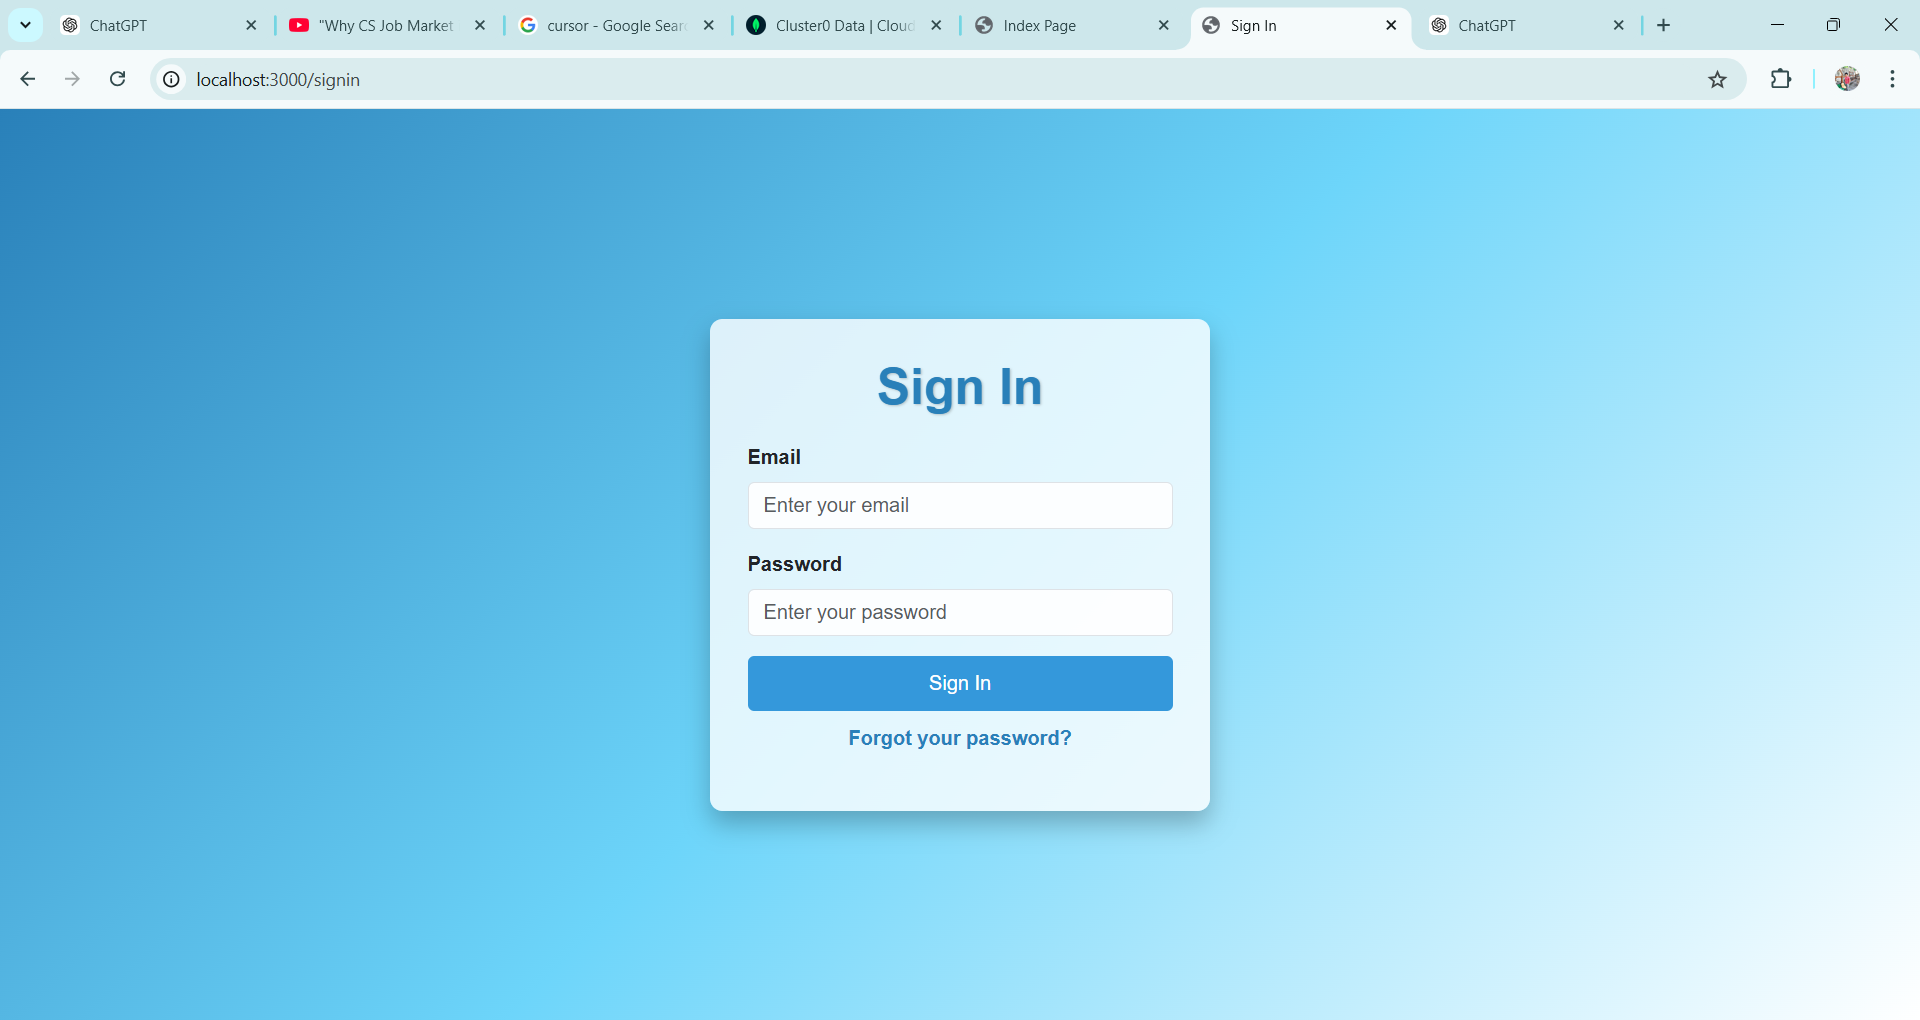 ChatGPT
"Why CS Job Market
cursor - Google Sear
Cluster0 Data | Cloud
Index Page
Sign In
ChatGPT
localhost:3000/signin
Sign In
Email
Enter your email
Password
Enter your password
Sign In
Forgot your password?